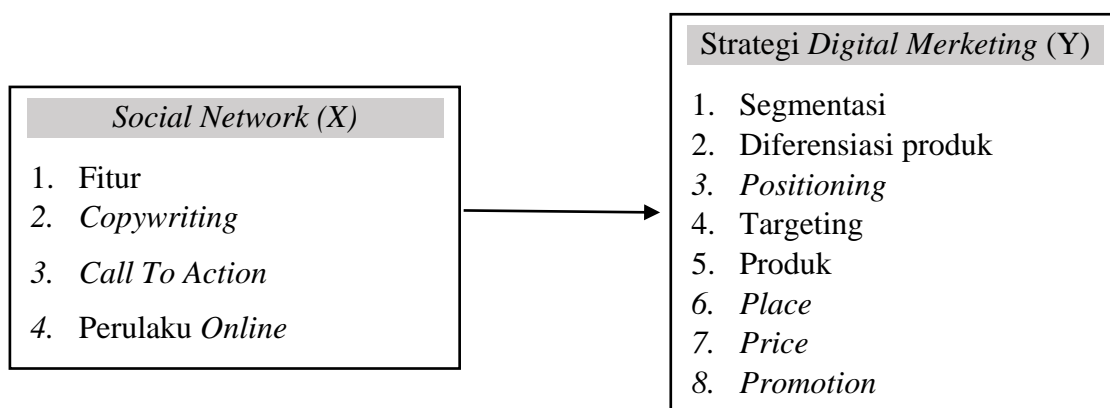 Social Network (X)
1. Fitur
2. Copywriting
3. Call To Action
4. Perulaku Online
Strategi Digital Merketing (Y)
1. Segmentasi
2. Diferensiasi produk
3. Positioning
4. Targeting
5. Produk
6. Place
7. Price
8. Promotion